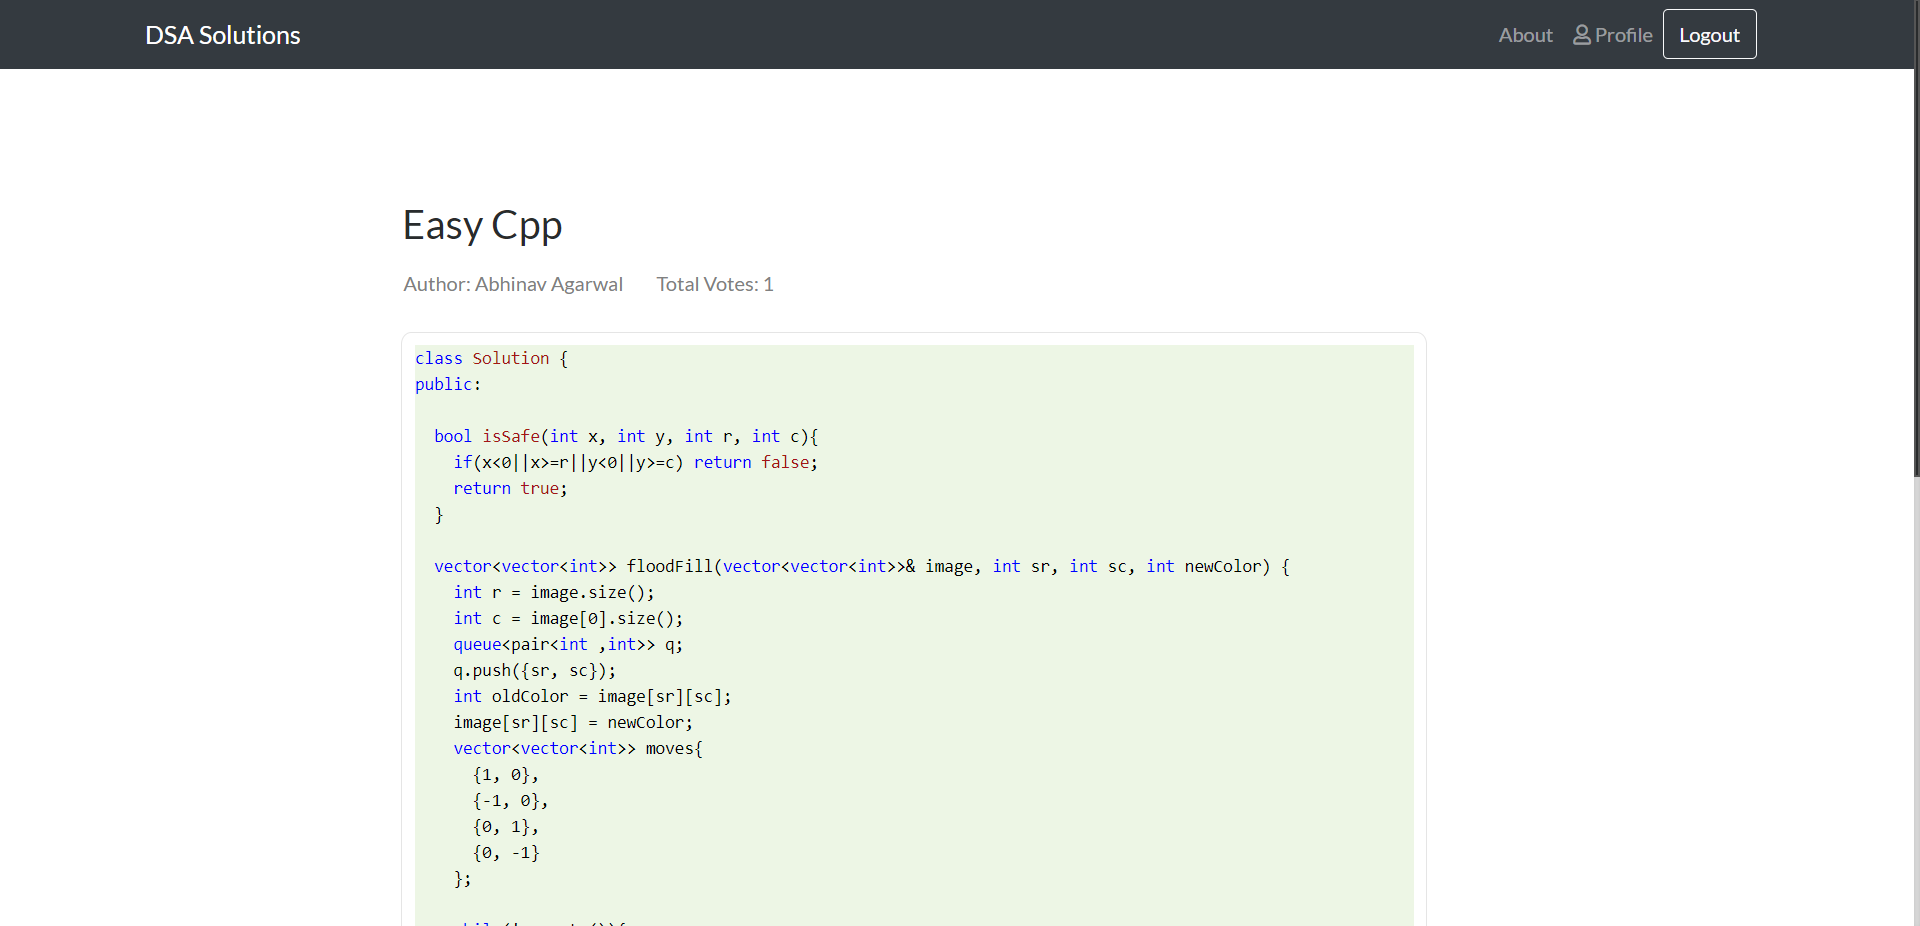 DSA Solutions
About
Profile
Logout
Easy Cpp
Author: Abhinav Agarwal
Total Votes: 1
class Solution {
public:
bool isSafe(int x, int y, int r, int c){
if(x<0||x>=r||y<0||y>=c) return false;
return true;
}
vector<vector<int>> floodFill(vector<vector<int>>& image, int sr, int sc, int newColor) {
int r = image.size();
int c = image[0].size();
queue<pair<int ,int>> q;
q.push({sr, sc});
int oldColor = image[sr][sc];
image[sr][sc] = newColor;
vector<vector<int>> moves{
{1, 0},
{-1, 0},
{0, 1},
{0, -1}
};